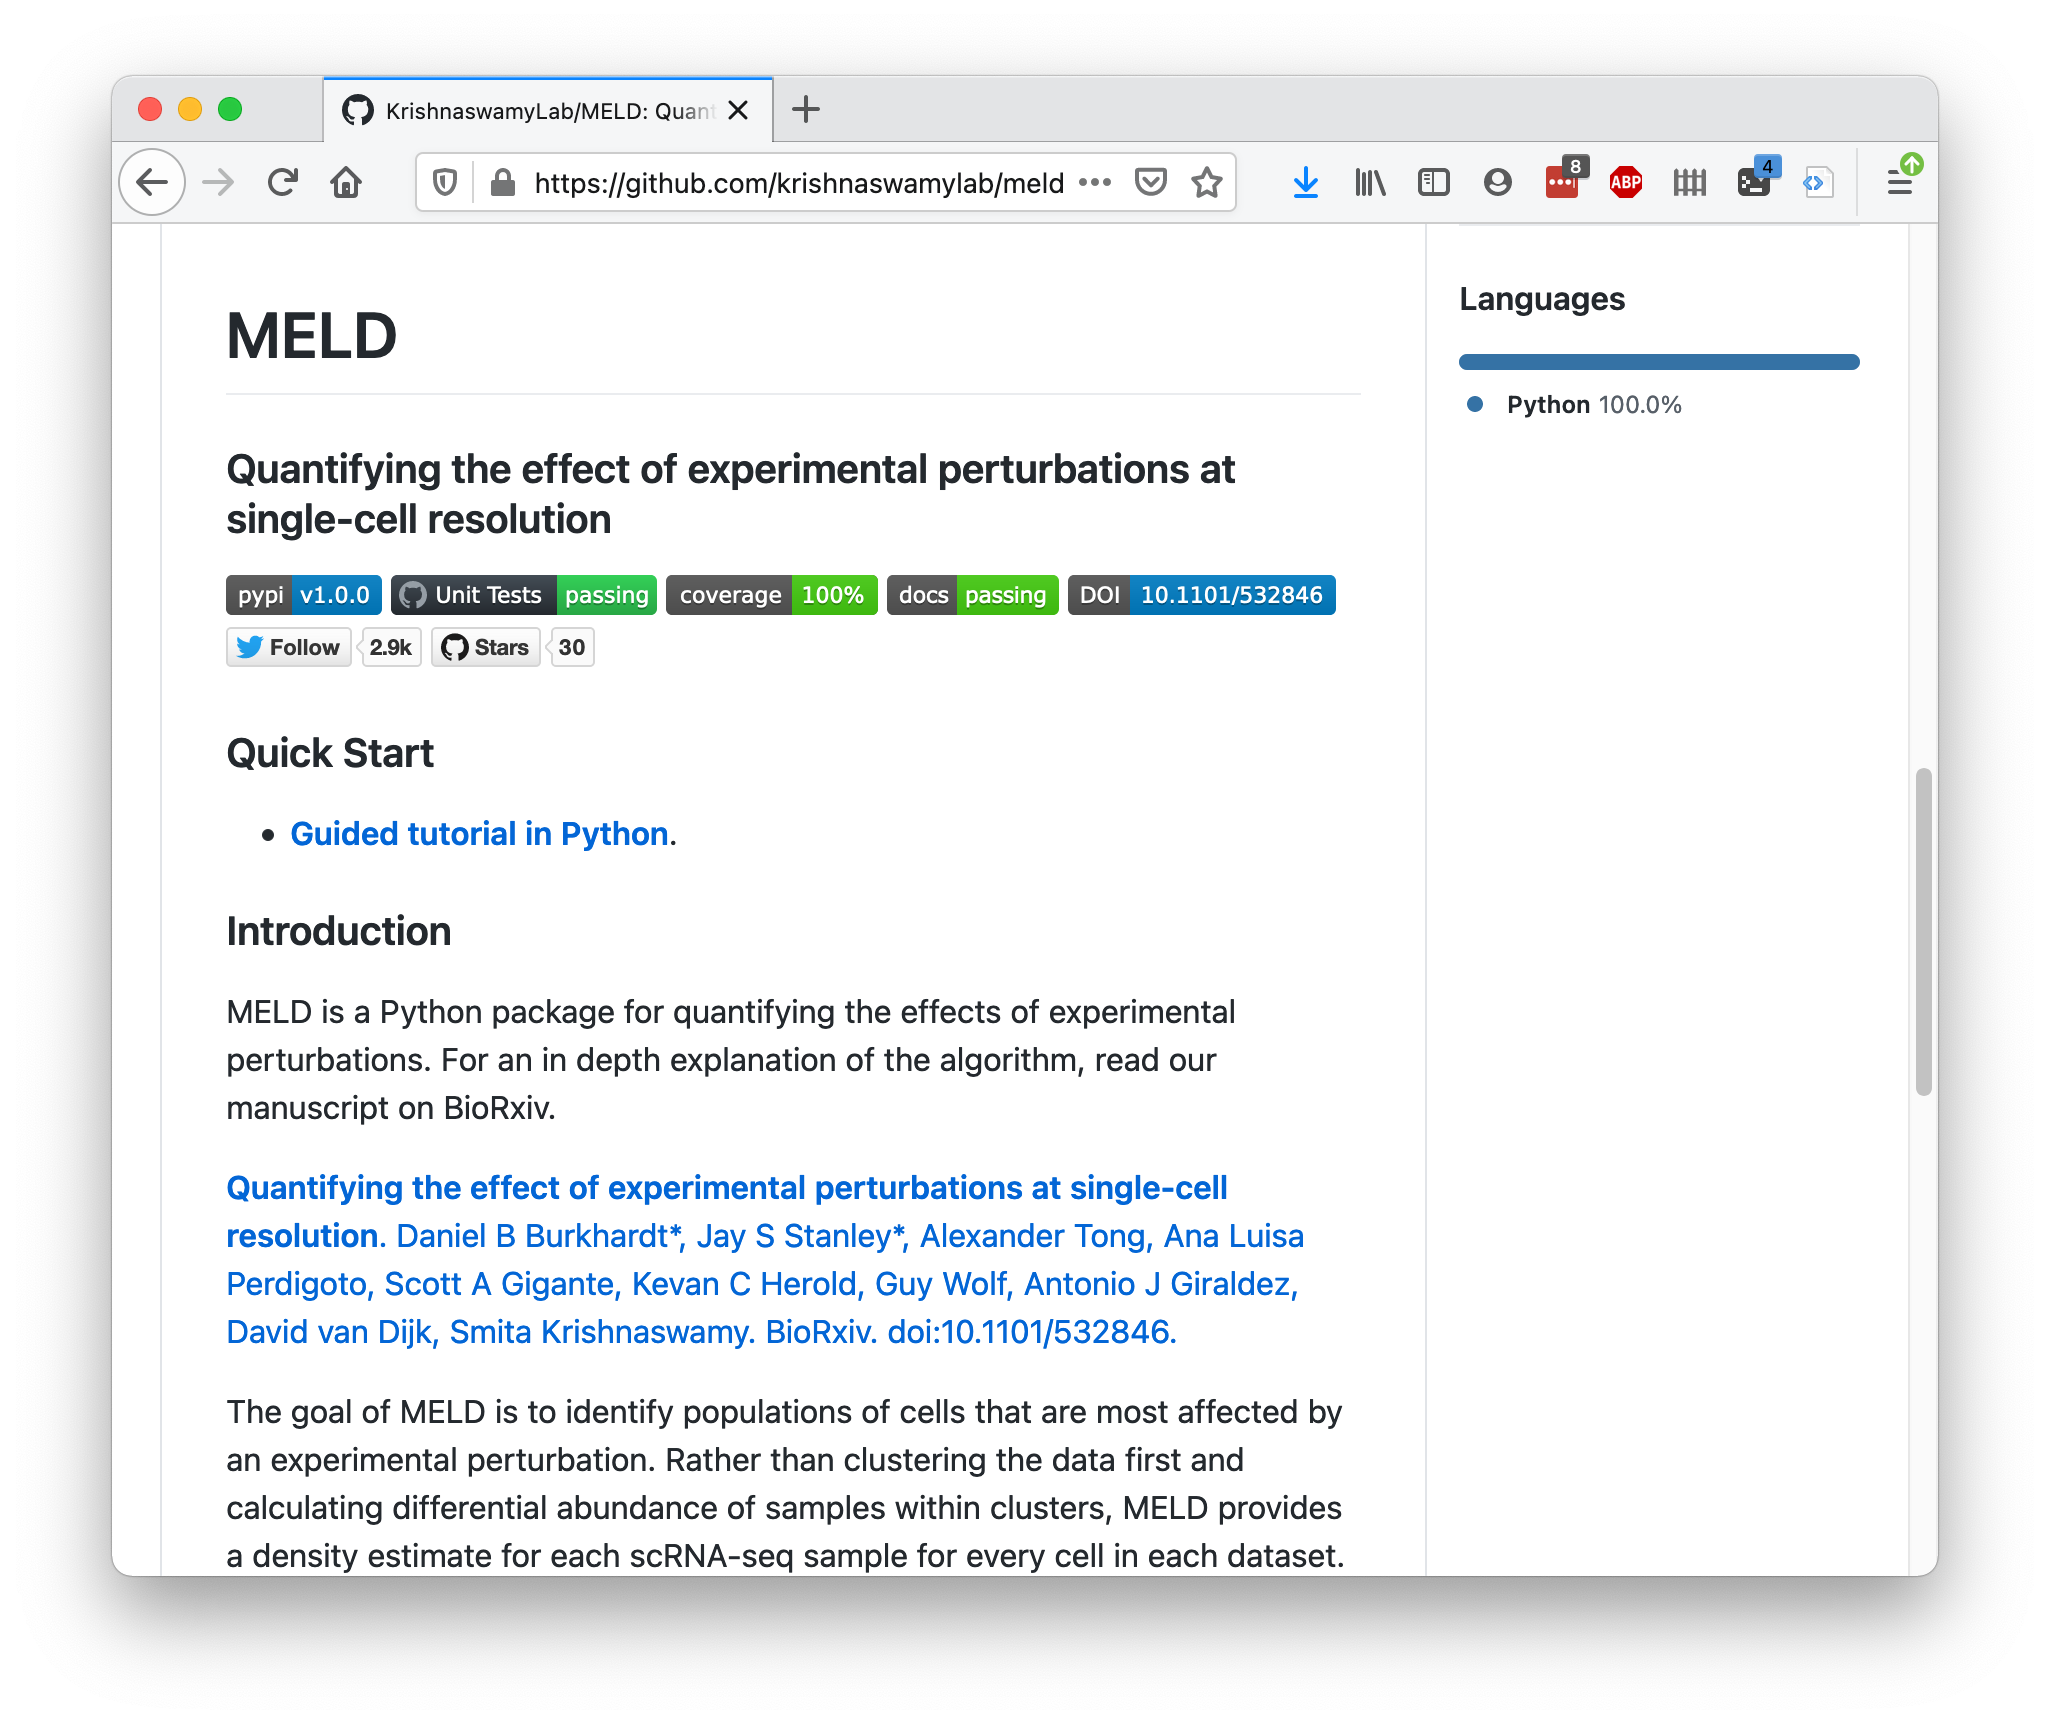 KrishnaswamyLab/MELD: Quant
https://github.com/krishnaswamylab/meld
8
ABP
4
MELD
Quantifying the effect of experimental perturbations at
single-cell resolution
pypi v1.0.0 Unit Tests passing coverage 100% docs passing DOI 10.1101/532846
Follow 2.9k Stars 30
Quick Start
• Guided tutorial in Python.
Introduction
MELD is a Python package for quantifying the effects of experimental
perturbations. For an in depth explanation of the algorithm, read our
manuscript on BioRxiv.
Quantifying the effect of experimental perturbations at single-cell
resolution. Daniel B Burkhardt*, Jay S Stanley*, Alexander Tong, Ana Luisa
Perdigoto, Scott A Gigante, Kevan C Herold, Guy Wolf, Antonio J Giraldez,
David van Dijk, Smita Krishnaswamy. BioRxiv. doi:10.1101/532846.
The goal of MELD is to identify populations of cells that are most affected by
an experimental perturbation. Rather than clustering the data first and
calculating differential abundance of samples within clusters, MELD provides
a density estimate for each scRNA-seq sample for every cell in each dataset.
Languages
Python 100.0%